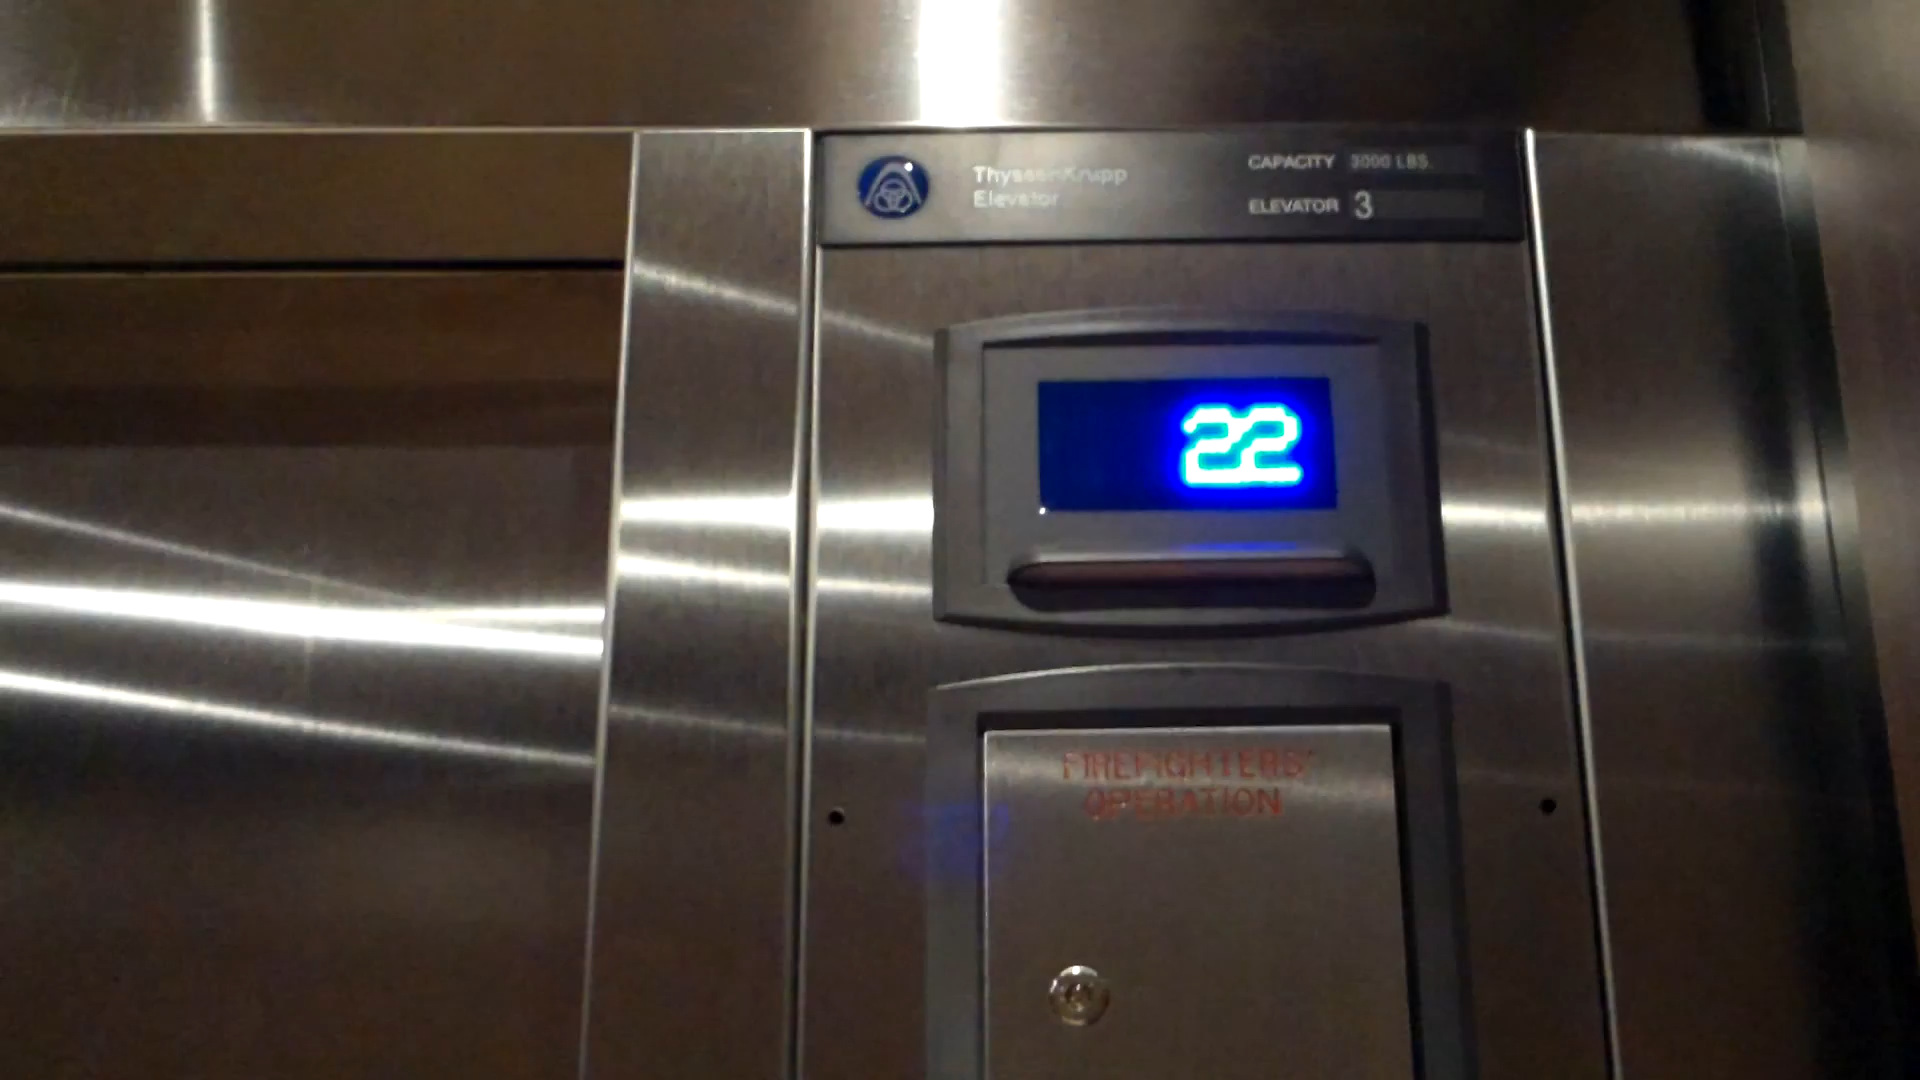 ThyssenKrupp
Elevator
CAPACITY 3000 LBS.
ELEVATOR 3
22
FIREFIGHTERS'
OPERATION